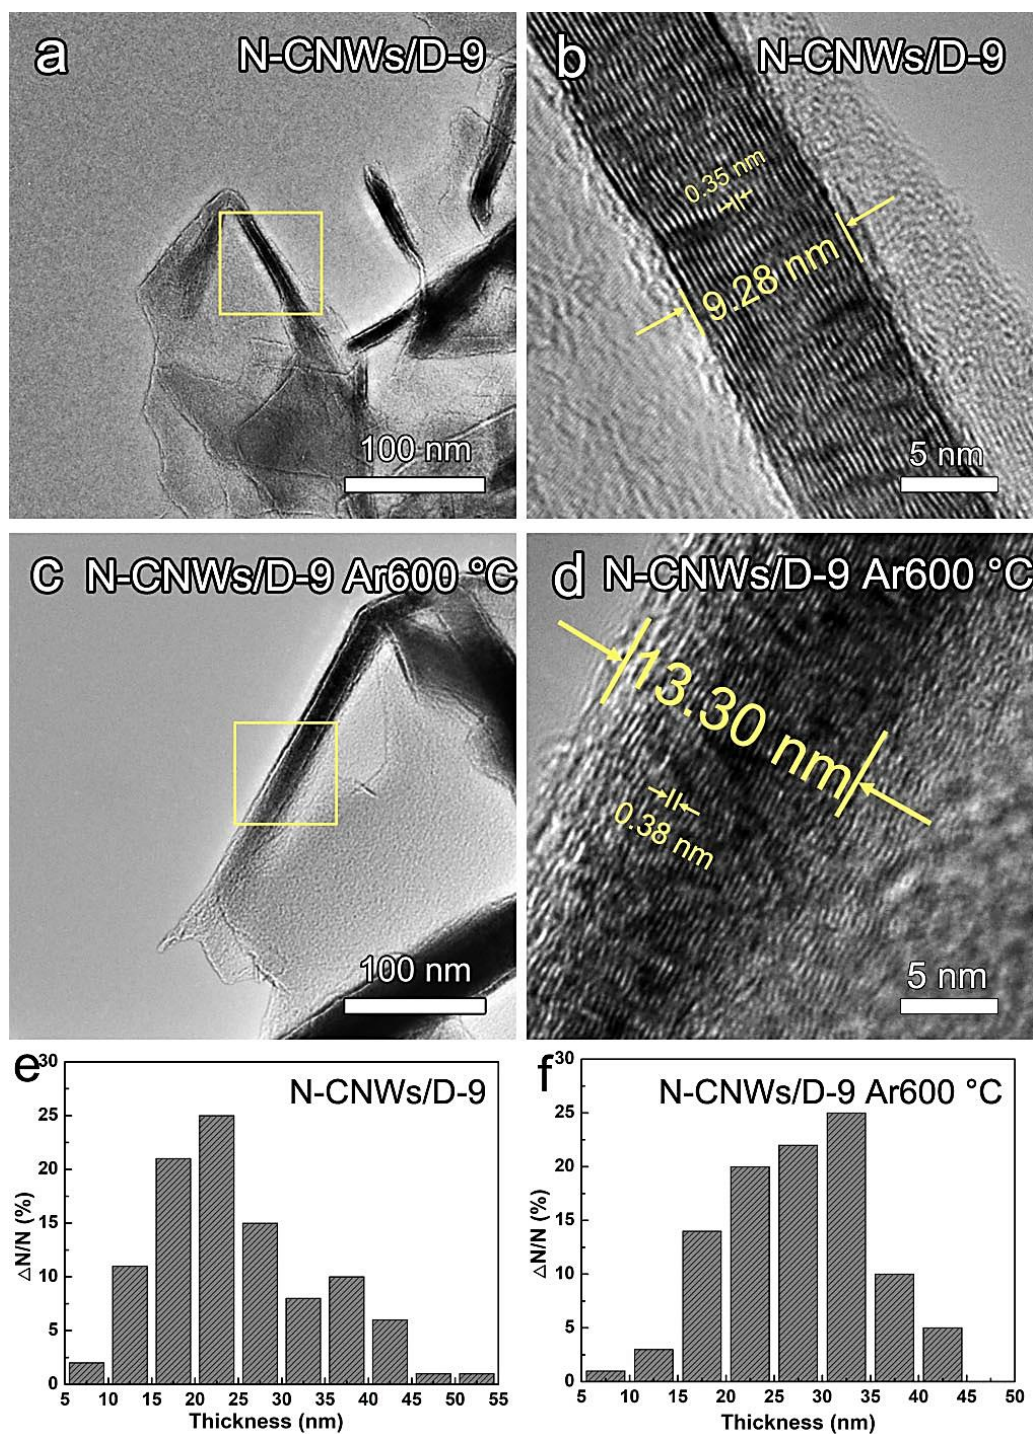 a
N-CNWs/D-9
100 nm
b
N-CNWs/D-9
0.35 nm
9.28 nm
5 nm
c
N-CNWs/D-9 Ar600 °C
100 nm
d
N-CNWs/D-9 Ar600 °C
13.30 nm
0.38 nm
5 nm
e
N-CNWs/D-9
30
25
20
15
10
5
0
△N/N (%)
5 10 15 20 25 30 35 40 45 50 55
Thickness (nm)
f
N-CNWs/D-9 Ar600 °C
30
25
20
15
10
5
0
△N/N (%)
5 10 15 20 25 30 35 40 45 50
Thickness (nm)